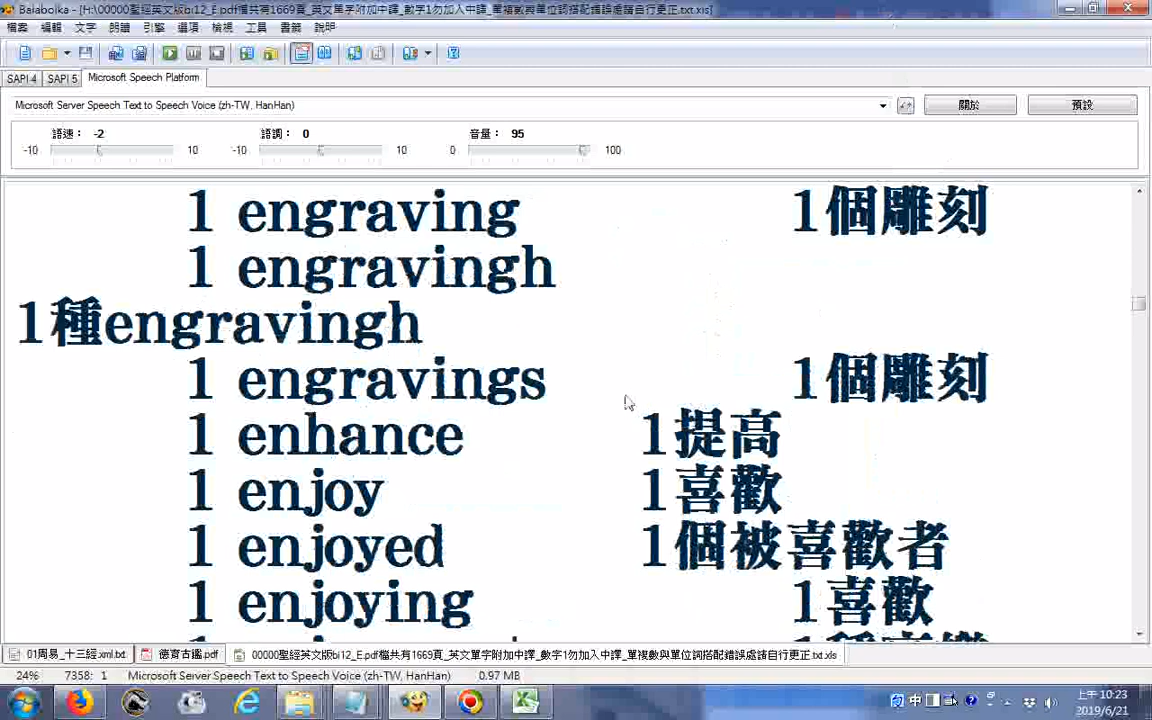 Balabolka - [H:\00000聖經英文版bi12_E.pdf檔共有1669頁_英文單字附加中譯_數字1勿加入中譯_單複數與單位詞搭配錯誤處請自行更正.txt.xls]
檔案 編輯 文字 朗讀 引擎 選項 檢視 工具 書籤 說明
SAPI 4 SAPI 5 Microsoft Speech Platform
Microsoft Server Speech Text to Speech Voice (zh-TW, HanHan) 關於 預設
語速： -2 語調： 0 音量： 95
-10 10 -10 10 0 100
1 engraving 1個雕刻
1 engravingh
1種engravingh
1 engravings 1個雕刻
1 enhance 1提高
1 enjoy 1喜歡
1 enjoyed 1個被喜歡者
1 enjoying 1喜歡
01周易_十三經.xml.txt 德育古鑑.pdf 00000聖經英文版bi12_E.pdf檔共有1669頁_英文單字附加中譯_數字1勿加入中譯_單複數與單位詞搭配錯誤處請自行更正.txt.xls
24% 7358: 1 Microsoft Server Speech Text to Speech Voice (zh-TW, HanHan) 0.97 MB
中 上午 10:23
2019/6/21